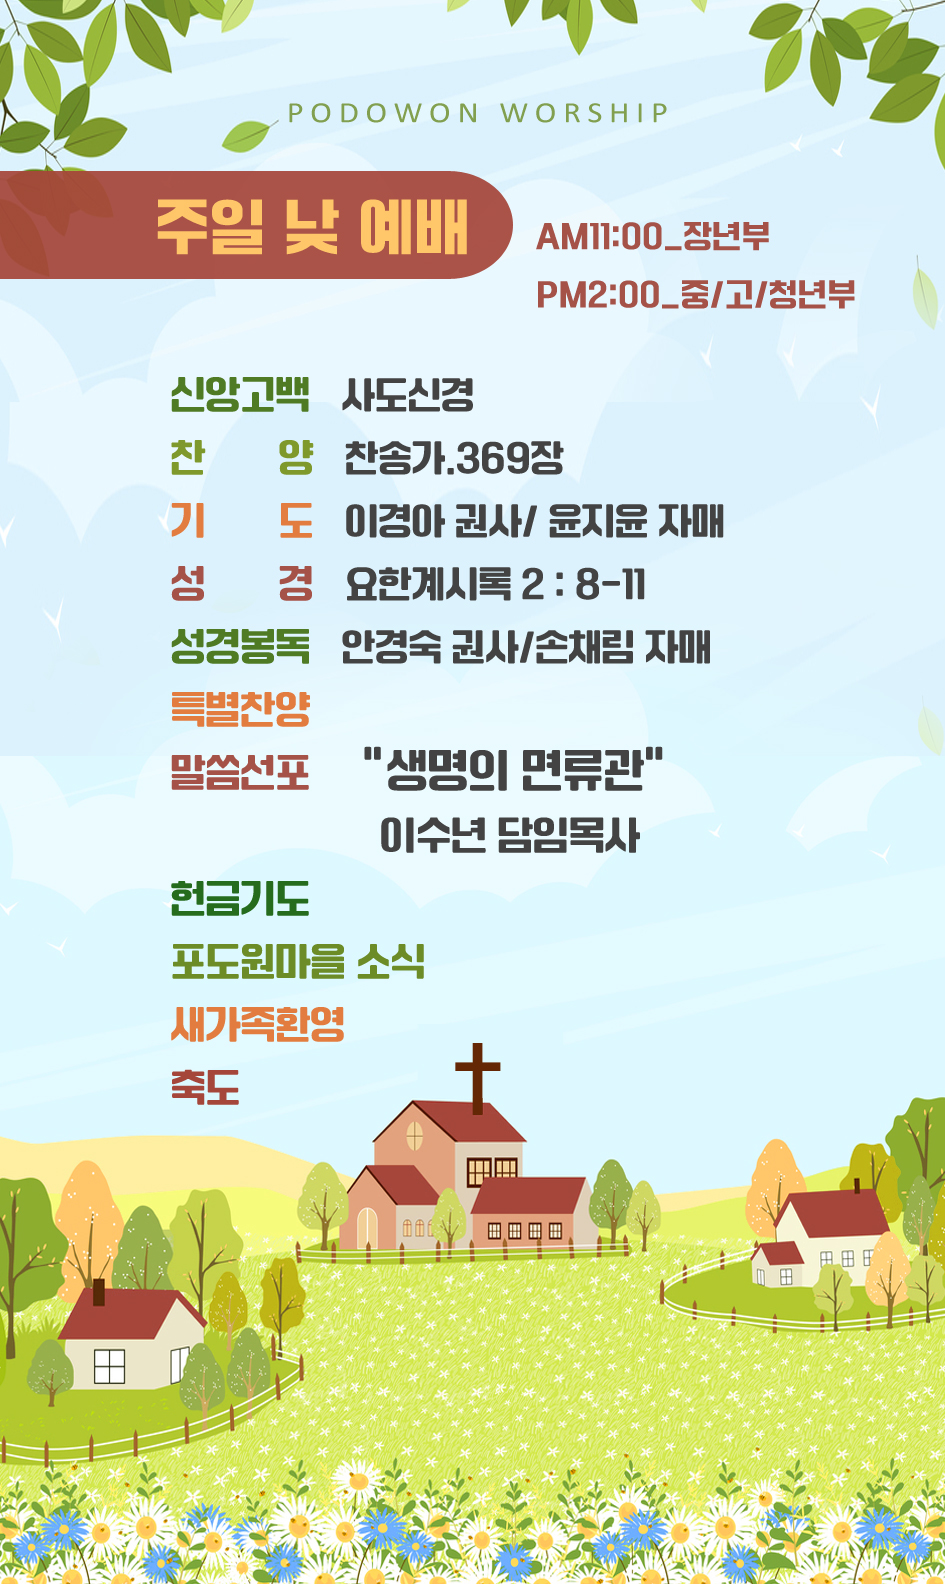 PODOWON WORSHIP
주일 낮 예배
AM11:00_장년부
PM2:00_중/고/청년부
신앙고백 사도신경
찬 양 찬송가.369장
기 도 이경아 권사/ 윤지윤 자매
성 경 요한계시록 2 : 8-11
성경봉독 안경숙 권사/손채림 자매
특별찬양
말씀선포 "생명의 면류관"
이수년 담임목사
헌금기도
포도원마을 소식
새가족환영
축도